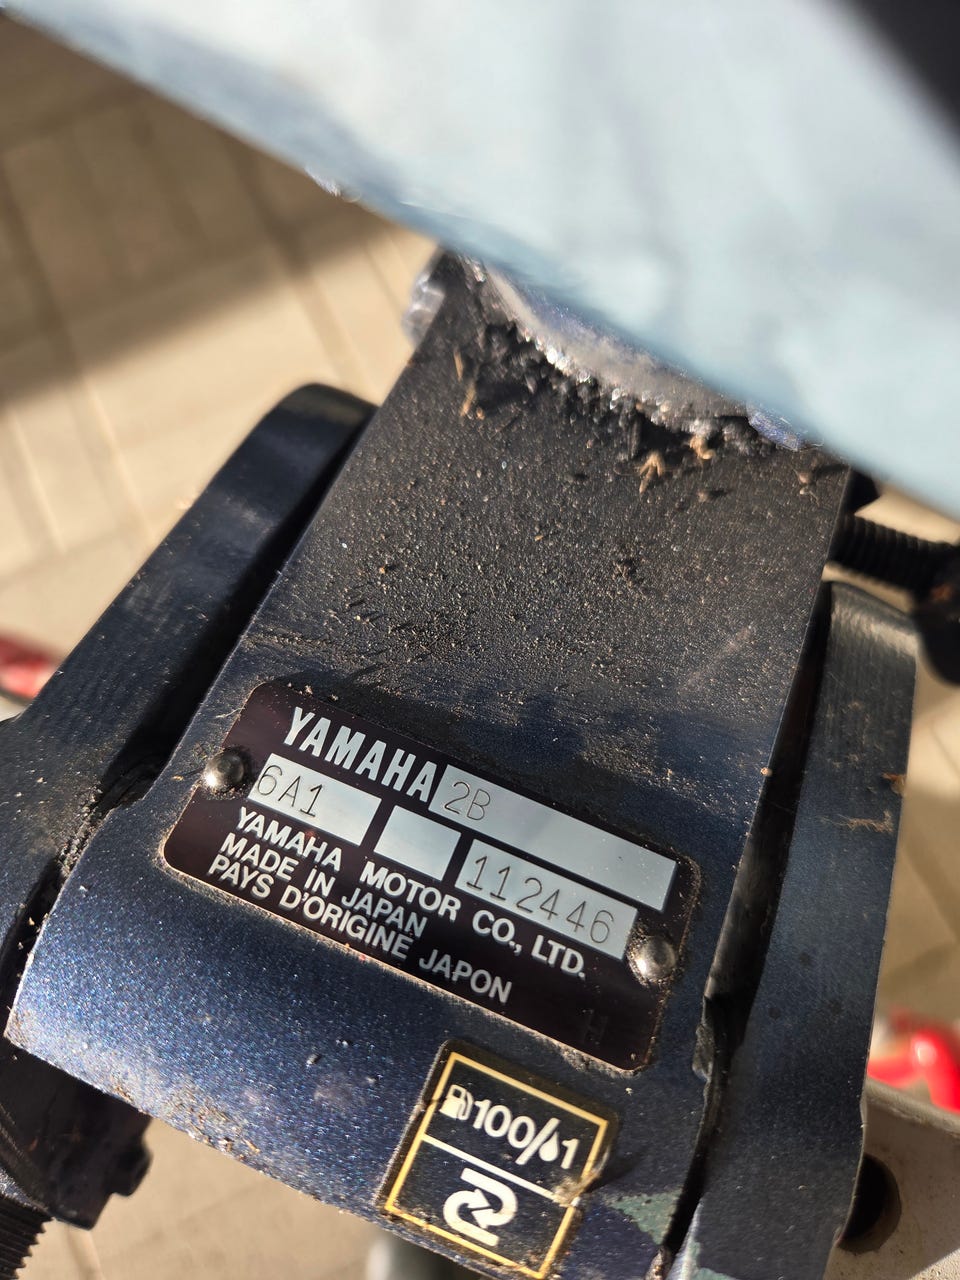 YAMAHA 2B
6A1 112446
YAMAHA MOTOR CO., LTD.
MADE IN JAPAN
PAYS D'ORIGINE JAPON
H
100/1